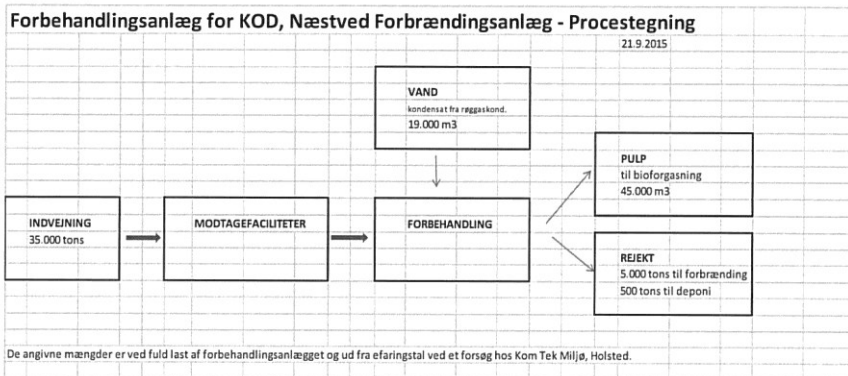 Forbehandlingsanlæg for KOD, Næstved Forbrændingsanlæg - Procestegning
21.9.2015
VAND
kondensat fra røggaskond.
19.000 m3
PULP
til bioforgasning
45.000 m3
INDVEJNING
35.000 tons
MODTAGEFACILITETER
FORBEHANDLING
REJEKT
5.000 tons til forbrænding
500 tons til deponi
De angivne mængder er ved fuld last af forbehandlingsanlægget og ud fra efaringstal ved et forsøg hos Kom Tek Miljø, Holsted.